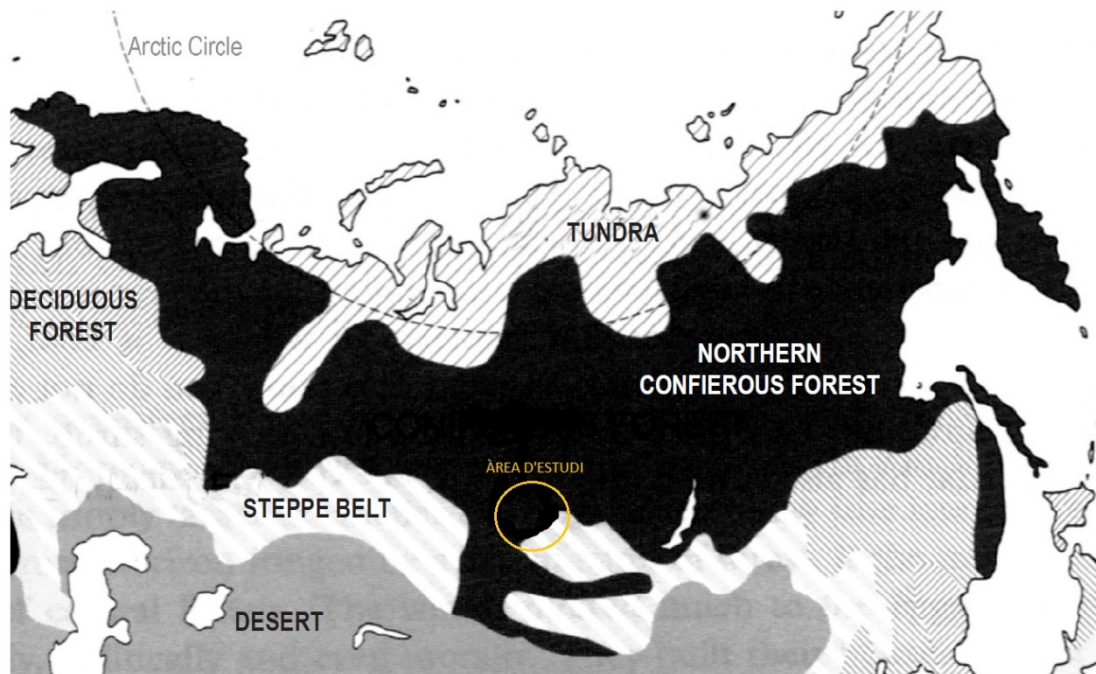 Arctic Circle
TUNDRA
DECIDUOUS
FOREST
NORTHERN
CONFIEROUS FOREST
ÀREA D'ESTUDI
STEPPE BELT
DESERT